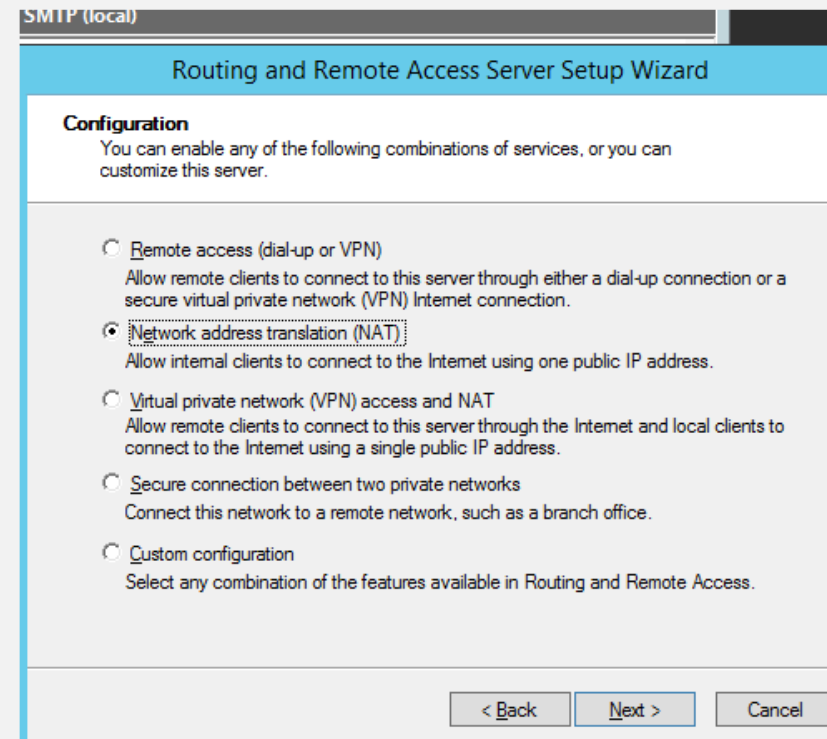 SMTP (local)
Routing and Remote Access Server Setup Wizard
Configuration
You can enable any of the following combinations of services, or you can
customize this server.
Remote access (dial-up or VPN)
Allow remote clients to connect to this server through either a dial-up connection or a
secure virtual private network (VPN) Internet connection.
Network address translation (NAT)
Allow internal clients to connect to the Internet using one public IP address.
Virtual private network (VPN) access and NAT
Allow remote clients to connect to this server through the Internet and local clients to
connect to the Internet using a single public IP address.
Secure connection between two private networks
Connect this network to a remote network, such as a branch office.
Custom configuration
Select any combination of the features available in Routing and Remote Access.
< Back Next > Cancel